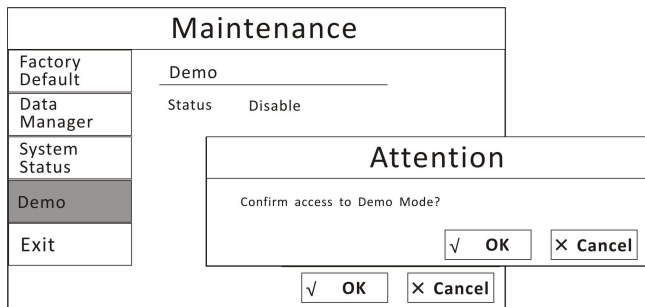 Maintenance
Factory
Default
Data
Manager
System
Status
Demo
Exit
Demo
Status Disable
Attention
Confirm access to Demo Mode?
√ OK × Cancel
√ OK × Cancel